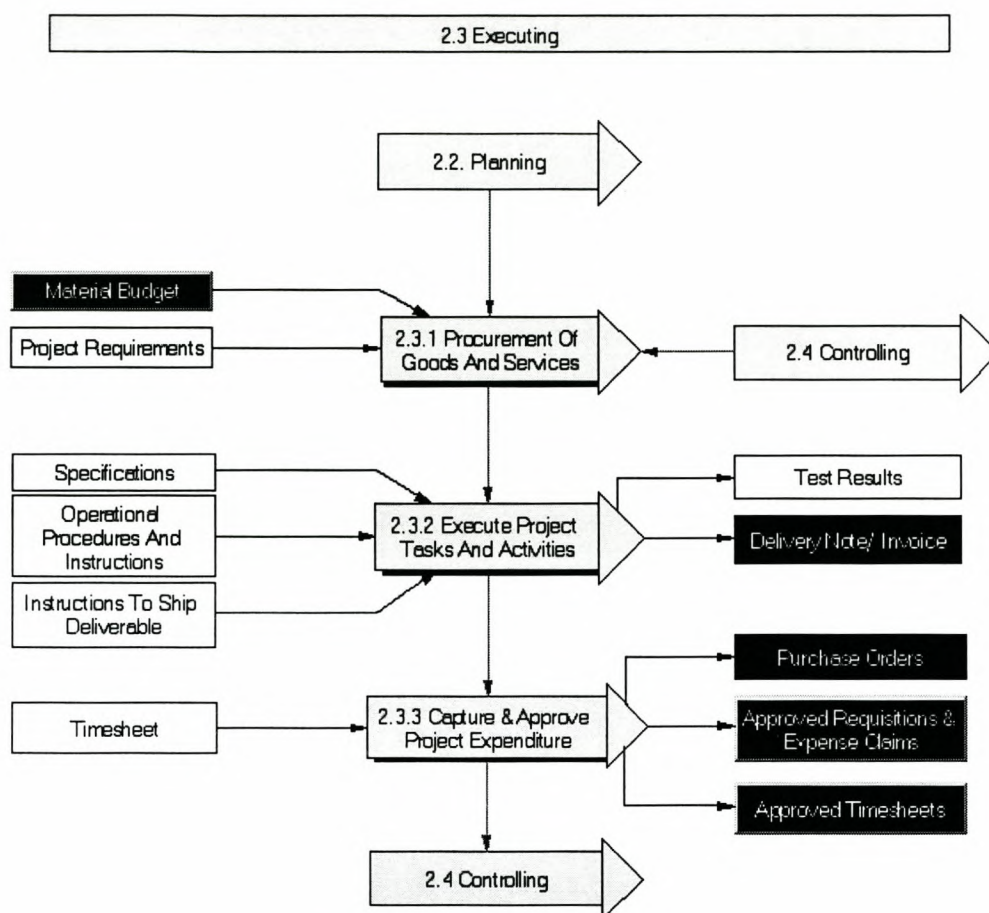 2.3 Executing
2.2. Planning
Material Budget
Project Requirements
2.3.1 Procurement Of
Goods And Services
2.4 Controlling
Specifications
Operational
Procedures And
Instructions
Instructions To Ship
Deliverable
2.3.2 Execute Project
Tasks And Activities
Test Results
Delivery Note/ Invoice
Timesheet
2.3.3 Capture & Approve
Project Expenditure
Purchase Orders
Approved Requisitions &
Expense Claims
Approved Timesheets
2.4 Controlling